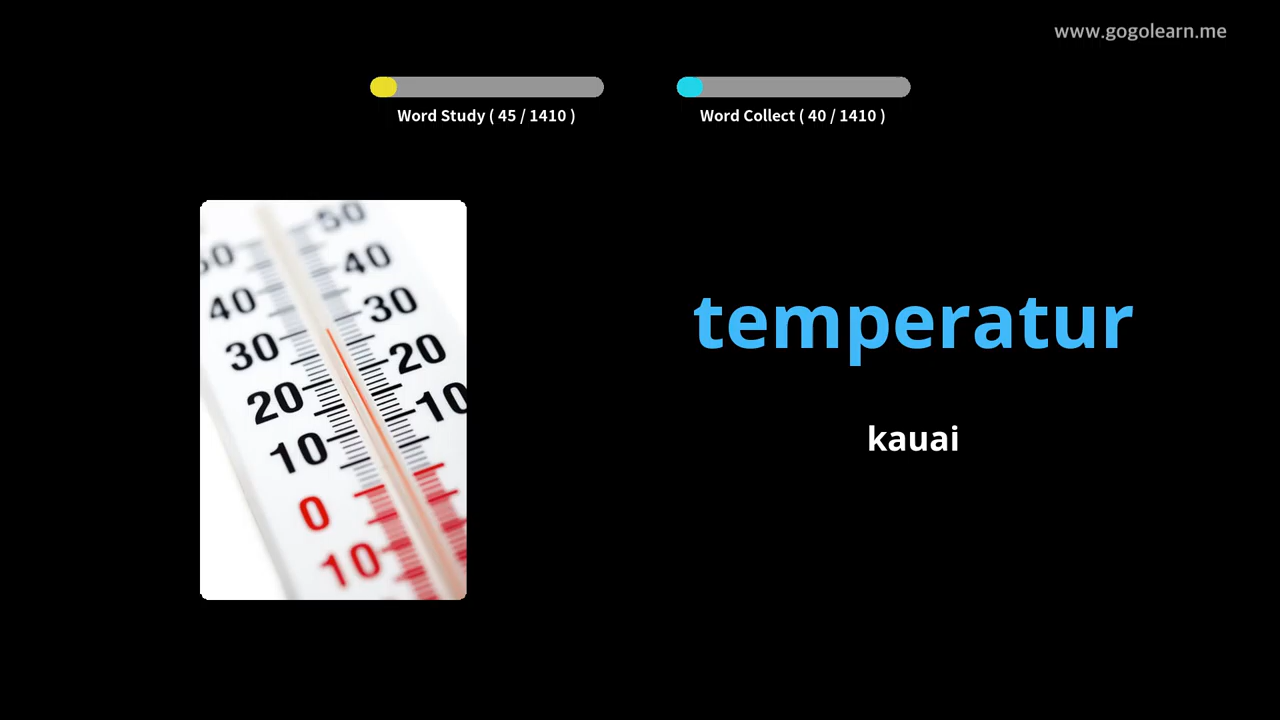 www.gogolearn.me
Word Study ( 45 / 1410 )
Word Collect ( 40 / 1410 )
50
50
40
40
30
30
20
20
10
10
0
10
temperatur
kauai